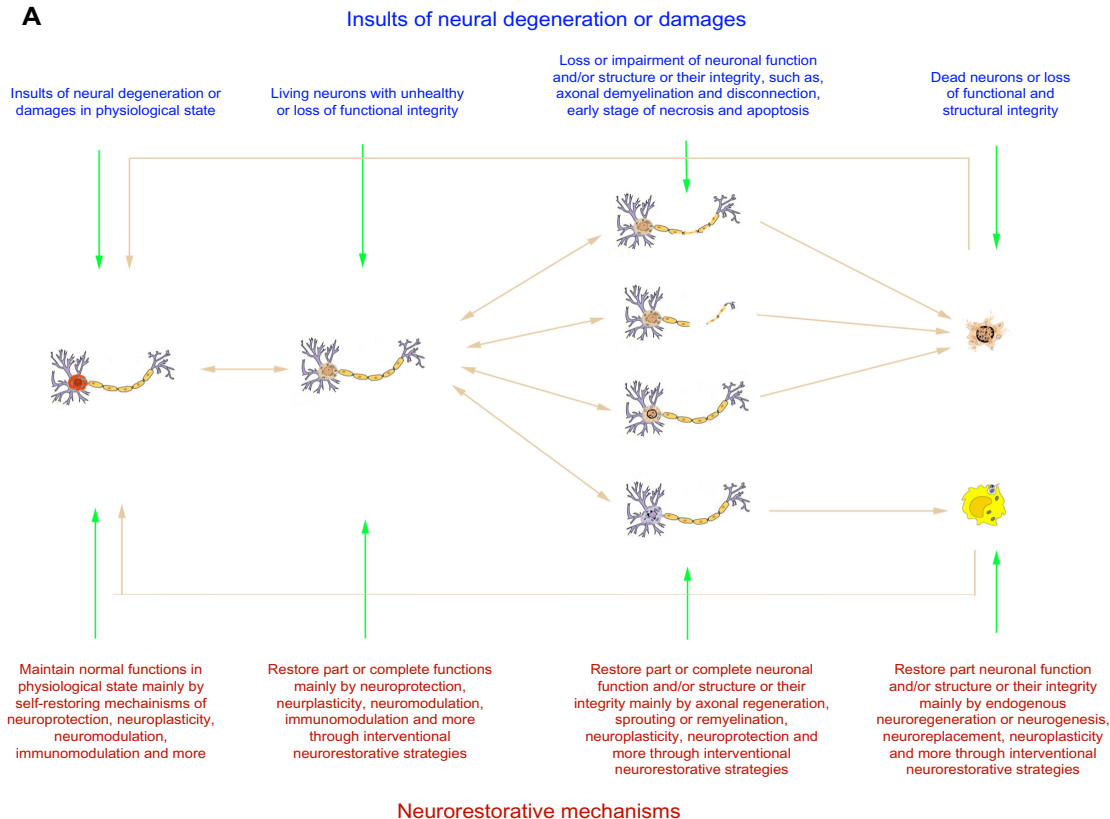 A
Insults of neural degeneration or damages
Insults of neural degeneration or
damages in physiological state
Living neurons with unhealthy
or loss of functional integrity
Loss or impairment of neuronal function
and/or structure or their integrity, such as,
axonal demyelination and disconnection,
early stage of necrosis and apoptosis
Dead neurons or loss
of functional and
structural integrity
Maintain normal functions in
physiological state mainly by
self-restoring mechainisms of
neuroprotection, neuroplasticity,
neuromodulation,
immunomodulation and more
Restore part or complete functions
mainly by neuroprotection,
neurplasticity, neuromodulation,
immunomodulation and more
through interventional
neurorestorative strategies
Restore part or complete neuronal
function and/or structure or their
integrity mainly by axonal regeneration,
sprouting or remyelination,
neuroplasticity, neuroprotection and
more through interventional
neurorestorative strategies
Restore part neuronal function
and/or structure or their integrity
mainly by endogenous
neuroregeneration or neurogenesis,
neuroreplacement, neuroplasticity
and more through interventional
neurorestorative strategies
Neurorestorative mechanisms